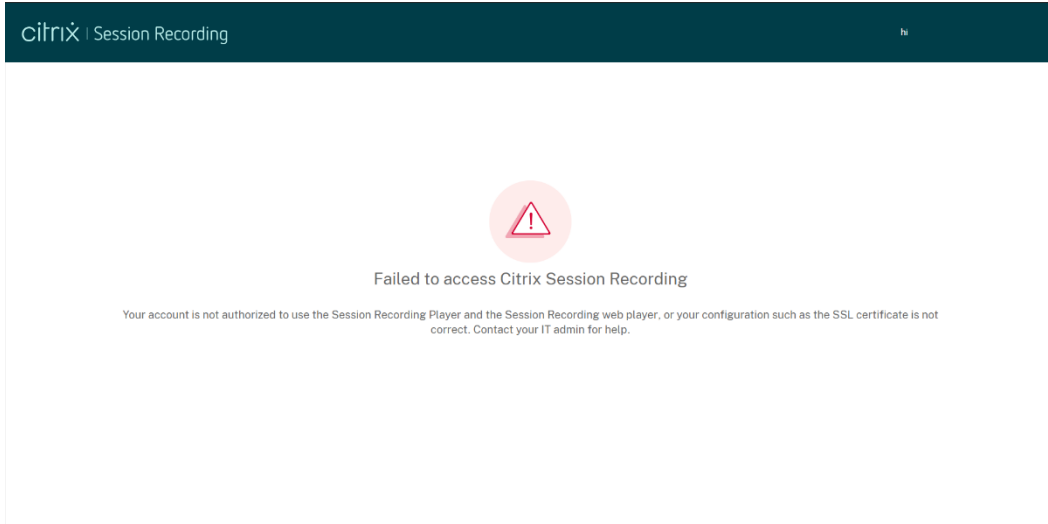 citrix | Session Recording
hi
Failed to access Citrix Session Recording
Your account is not authorized to use the Session Recording Player and the Session Recording web player, or your configuration such as the SSL certificate is not
correct. Contact your IT admin for help.